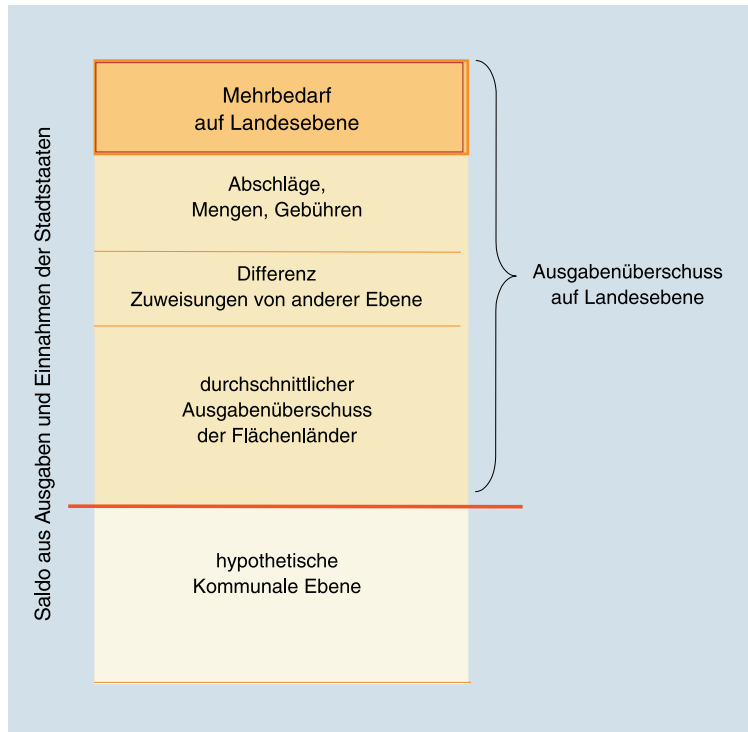 Saldo aus Ausgaben und Einnahmen der Stadtstaaten
Mehrbedarf
auf Landesebene
Abschläge,
Mengen, Gebühren
Differenz
Zuweisungen von anderer Ebene
durchschnittlicher
Ausgabenüberschuss
der Flächenländer
hypothetische
Kommunale Ebene
Ausgabenüberschuss
auf Landesebene